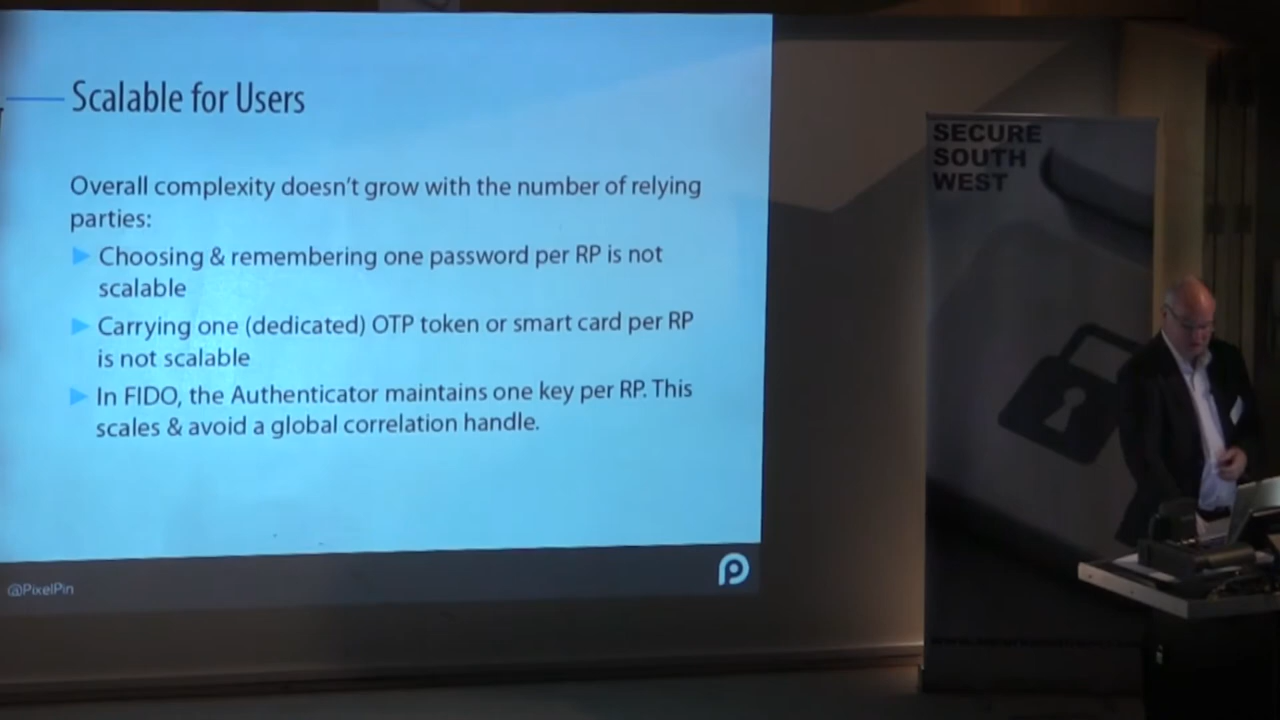 Scalable for Users
Overall complexity doesn't grow with the number of relying
parties:
Choosing & remembering one password per RP is not
scalable
Carrying one (dedicated) OTP token or smart card per RP
is not scalable
In FIDO, the Authenticator maintains one key per RP. This
scales & avoid a global correlation handle.
@PixelPin
SECURE
SOUTH
WEST